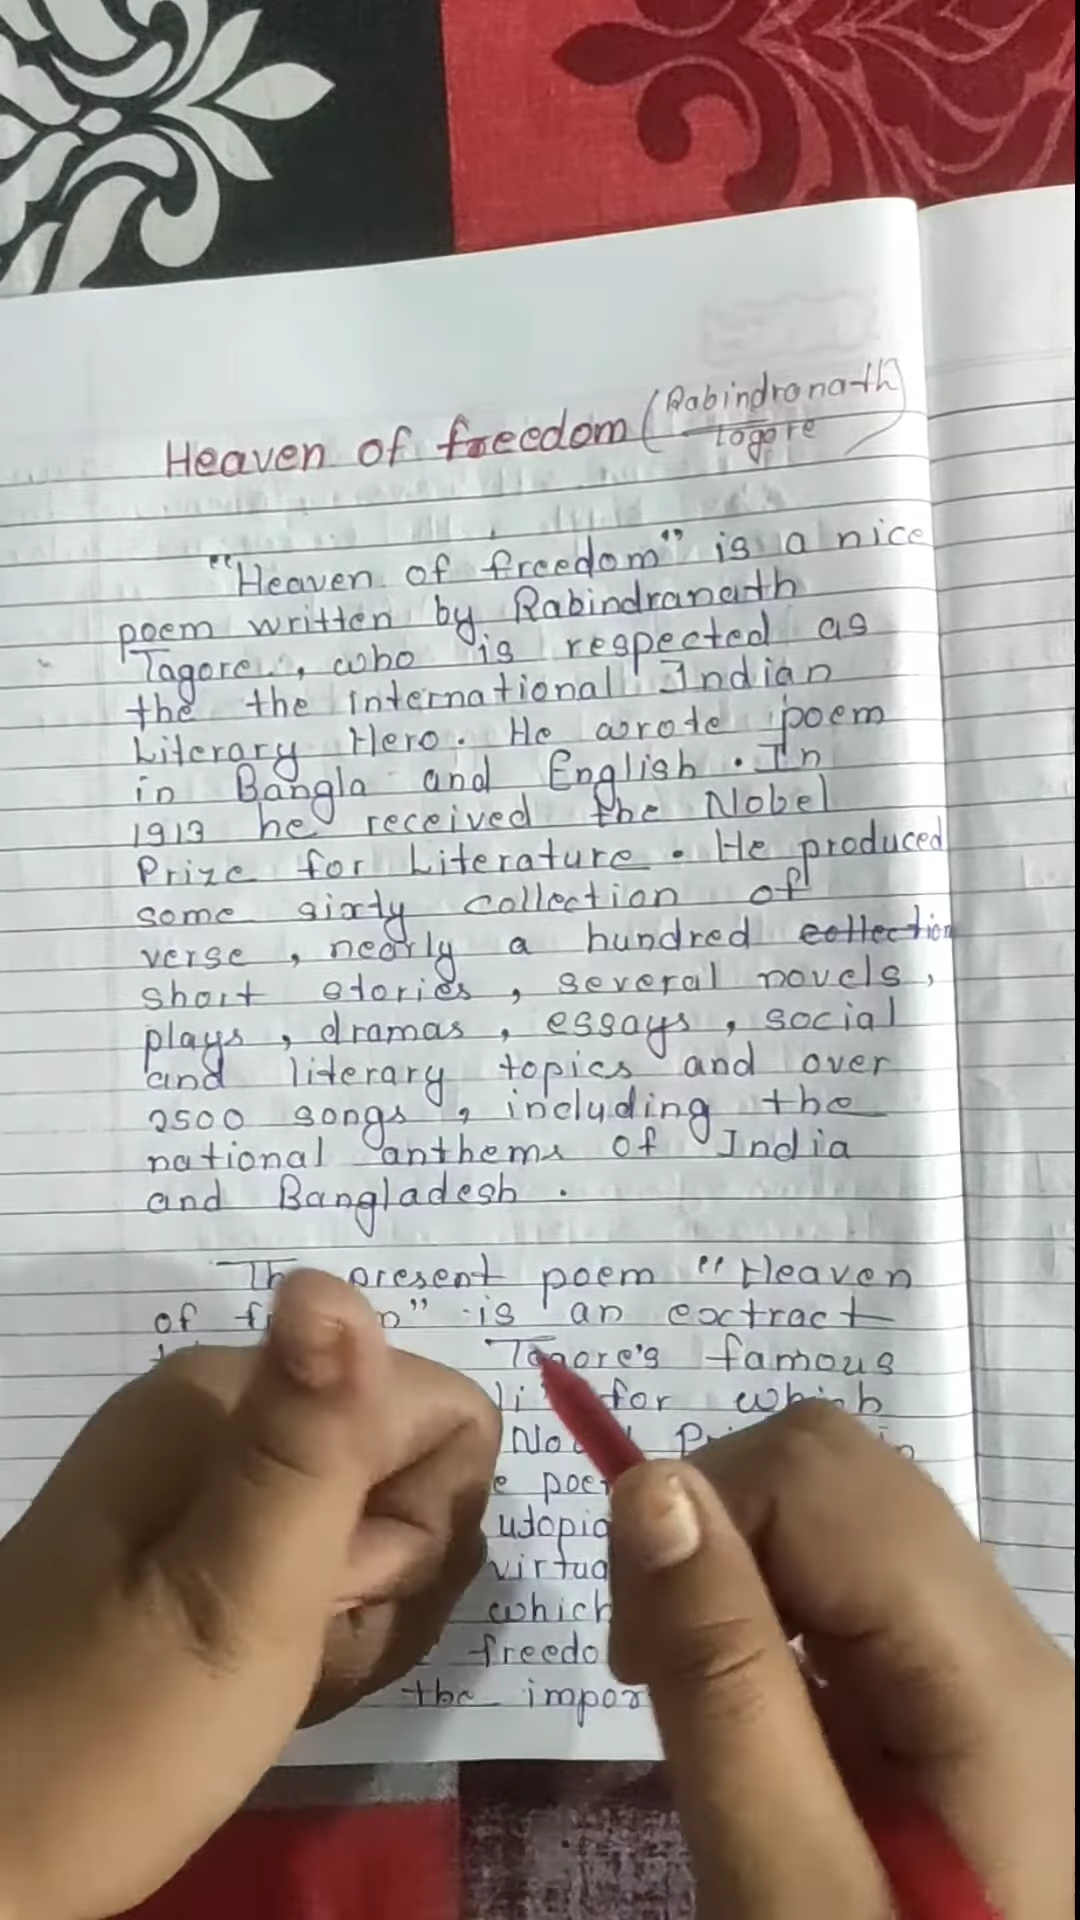 Heaven of freedom (Rabindranath
Tagore)
"Heaven of freedom" is a nice
poem written by Rabindranath
Tagore, who is respected as
the the international Indian
Literary Hero. He wrote poem
in Bangla and English. In
1913 he received the Nobel
Prize for Literature. He produced
some sixty collection of
verse, nearly a hundred collection
short stories, several novels,
plays, dramas, essays, social
and literary topics and over
2500 songs, including the
national anthems of India
and Bangladesh.
present poem "Heaven
of is an extract
Tagore's famous
for which
poe
utopia
virtua
which
freedo
the impor